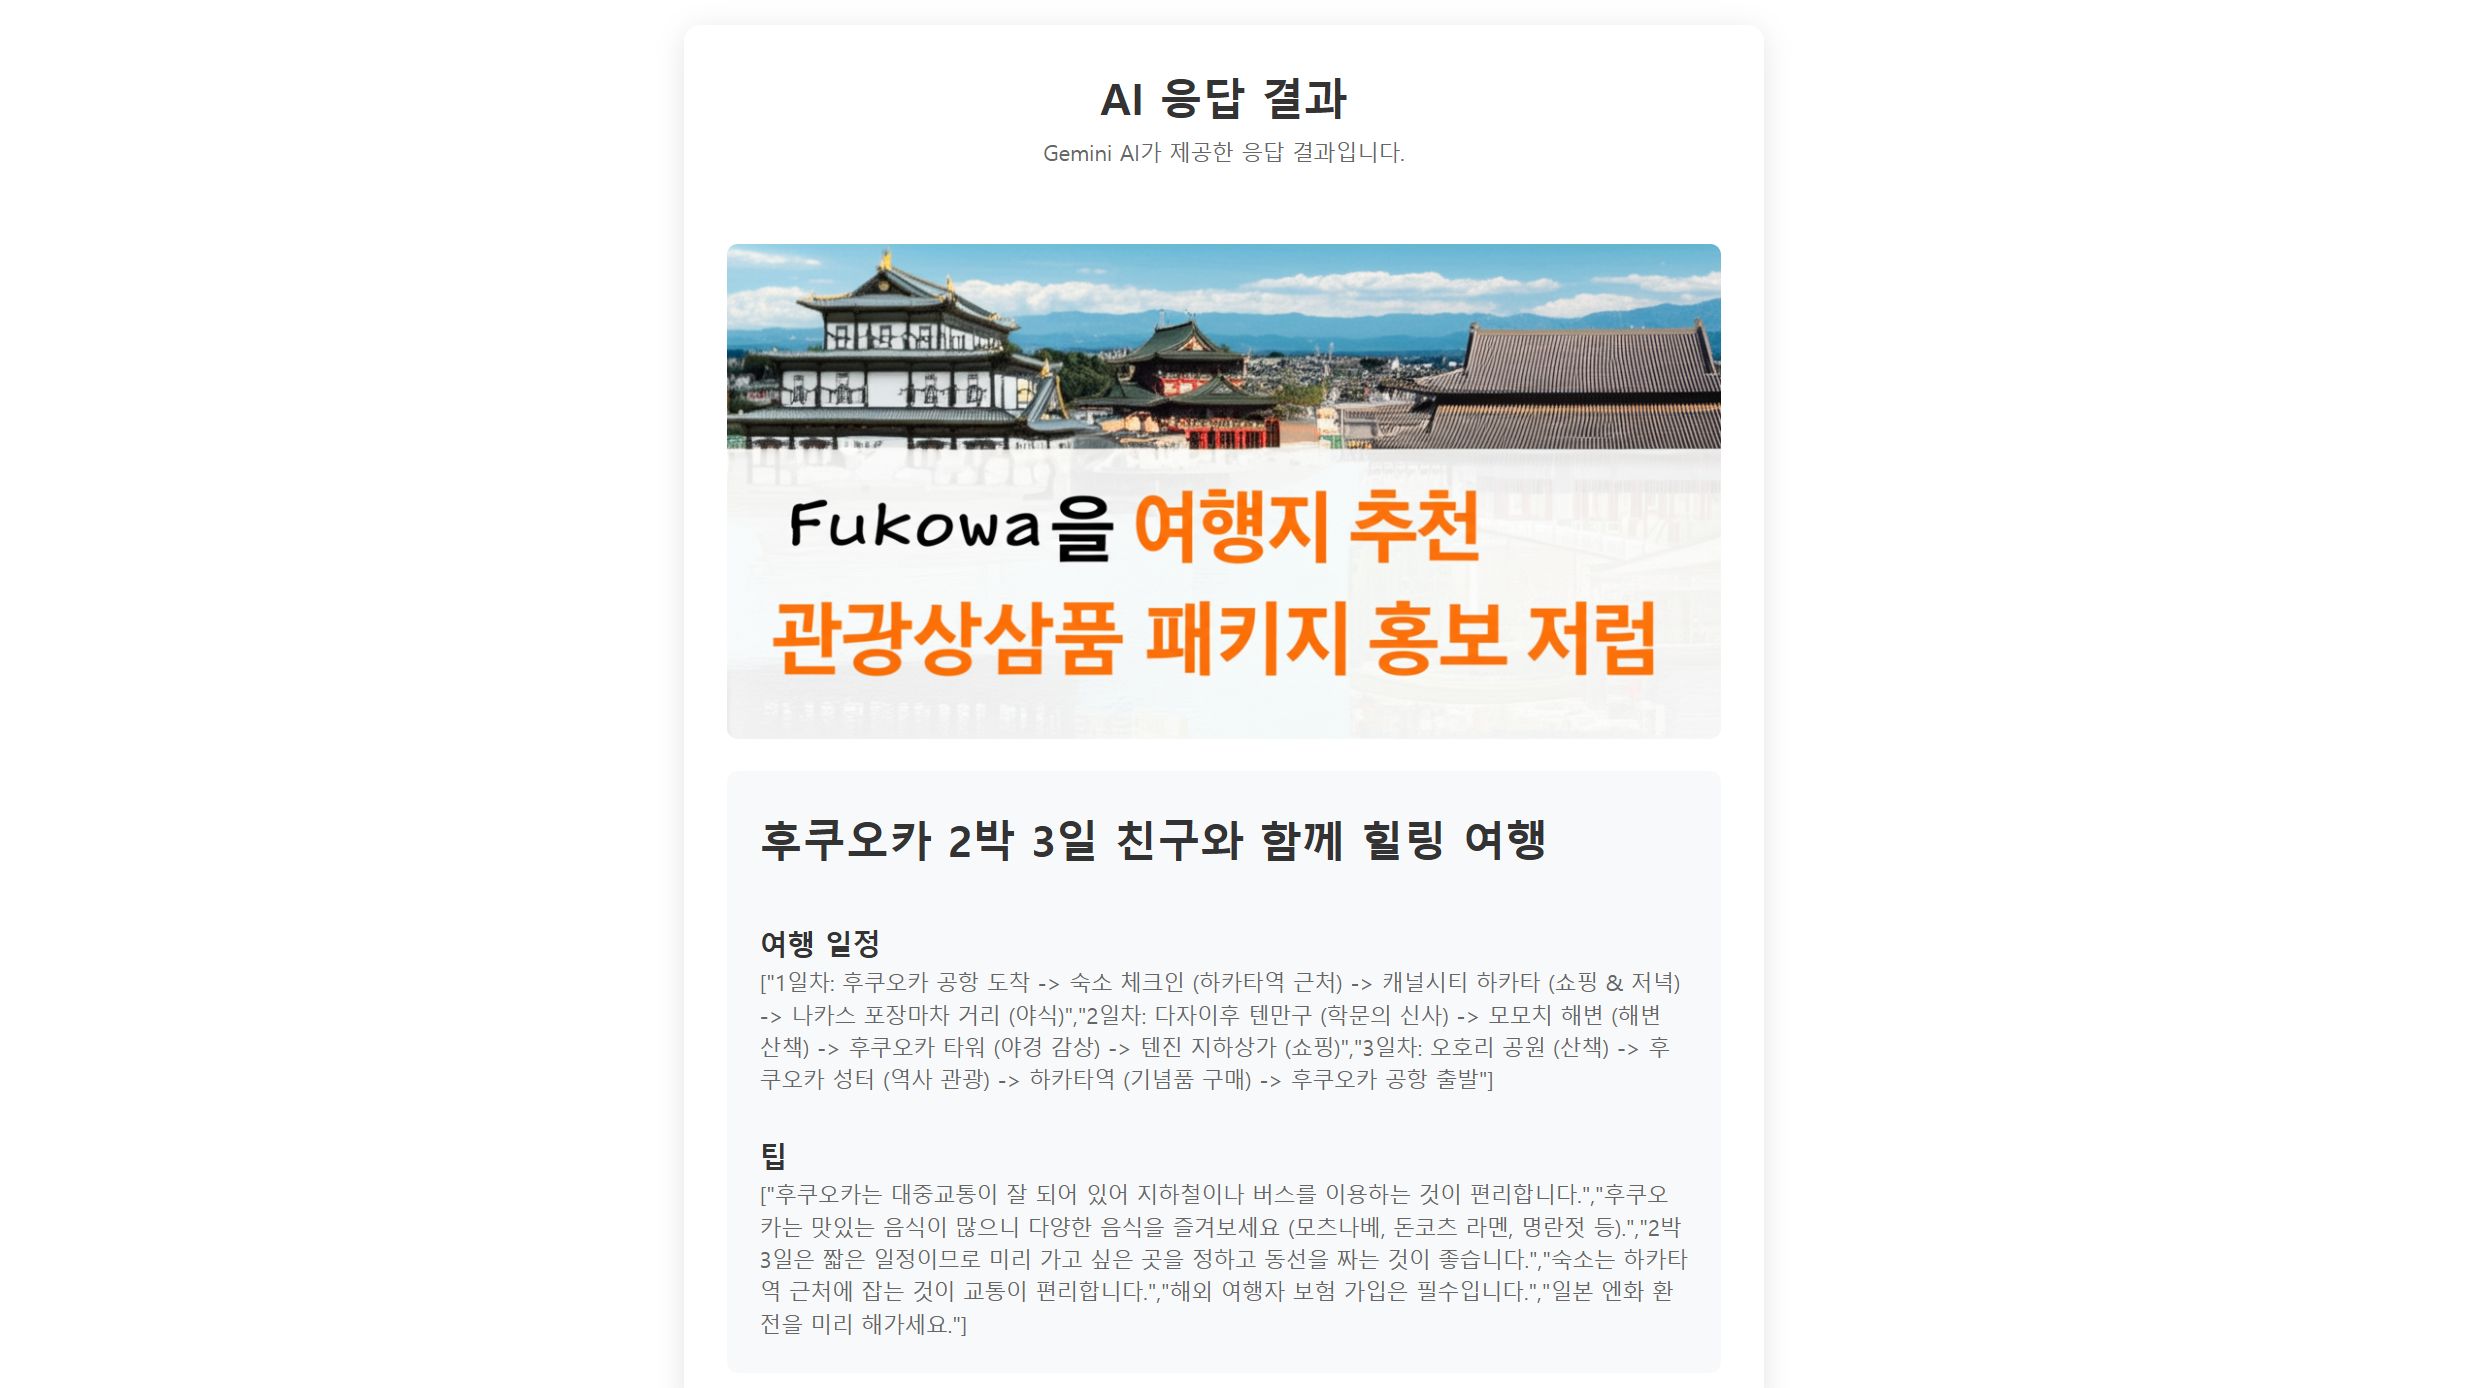 AI 응답 결과
Gemini AI가 제공한 응답 결과입니다.
Fukowa을 여행지 추천
관광상삼품 패키지 홍보 저럽
후쿠오카 2박 3일 친구와 함께 힐링 여행
여행 일정
["1일차: 후쿠오카 공항 도착 -> 숙소 체크인 (하카타역 근처) -> 캐널시티 하카타 (쇼핑 & 저녁)
-> 나카스 포장마차 거리 (야식)","2일차: 다자이후 텐만구 (학문의 신사) -> 모모치 해변 (해변
산책) -> 후쿠오카 타워 (야경 감상) -> 텐진 지하상가 (쇼핑)","3일차: 오호리 공원 (산책) -> 후
쿠오카 성터 (역사 관광) -> 하카타역 (기념품 구매) -> 후쿠오카 공항 출발"]
팁
["후쿠오카는 대중교통이 잘 되어 있어 지하철이나 버스를 이용하는 것이 편리합니다.","후쿠오
카는 맛있는 음식이 많으니 다양한 음식을 즐겨보세요 (모츠나베, 돈코츠 라멘, 명란젓 등).","2박
3일은 짧은 일정이므로 미리 가고 싶은 곳을 정하고 동선을 짜는 것이 좋습니다.","숙소는 하카타
역 근처에 잡는 것이 교통이 편리합니다.","해외 여행자 보험 가입은 필수입니다.","일본 엔화 환
전을 미리 해가세요."]